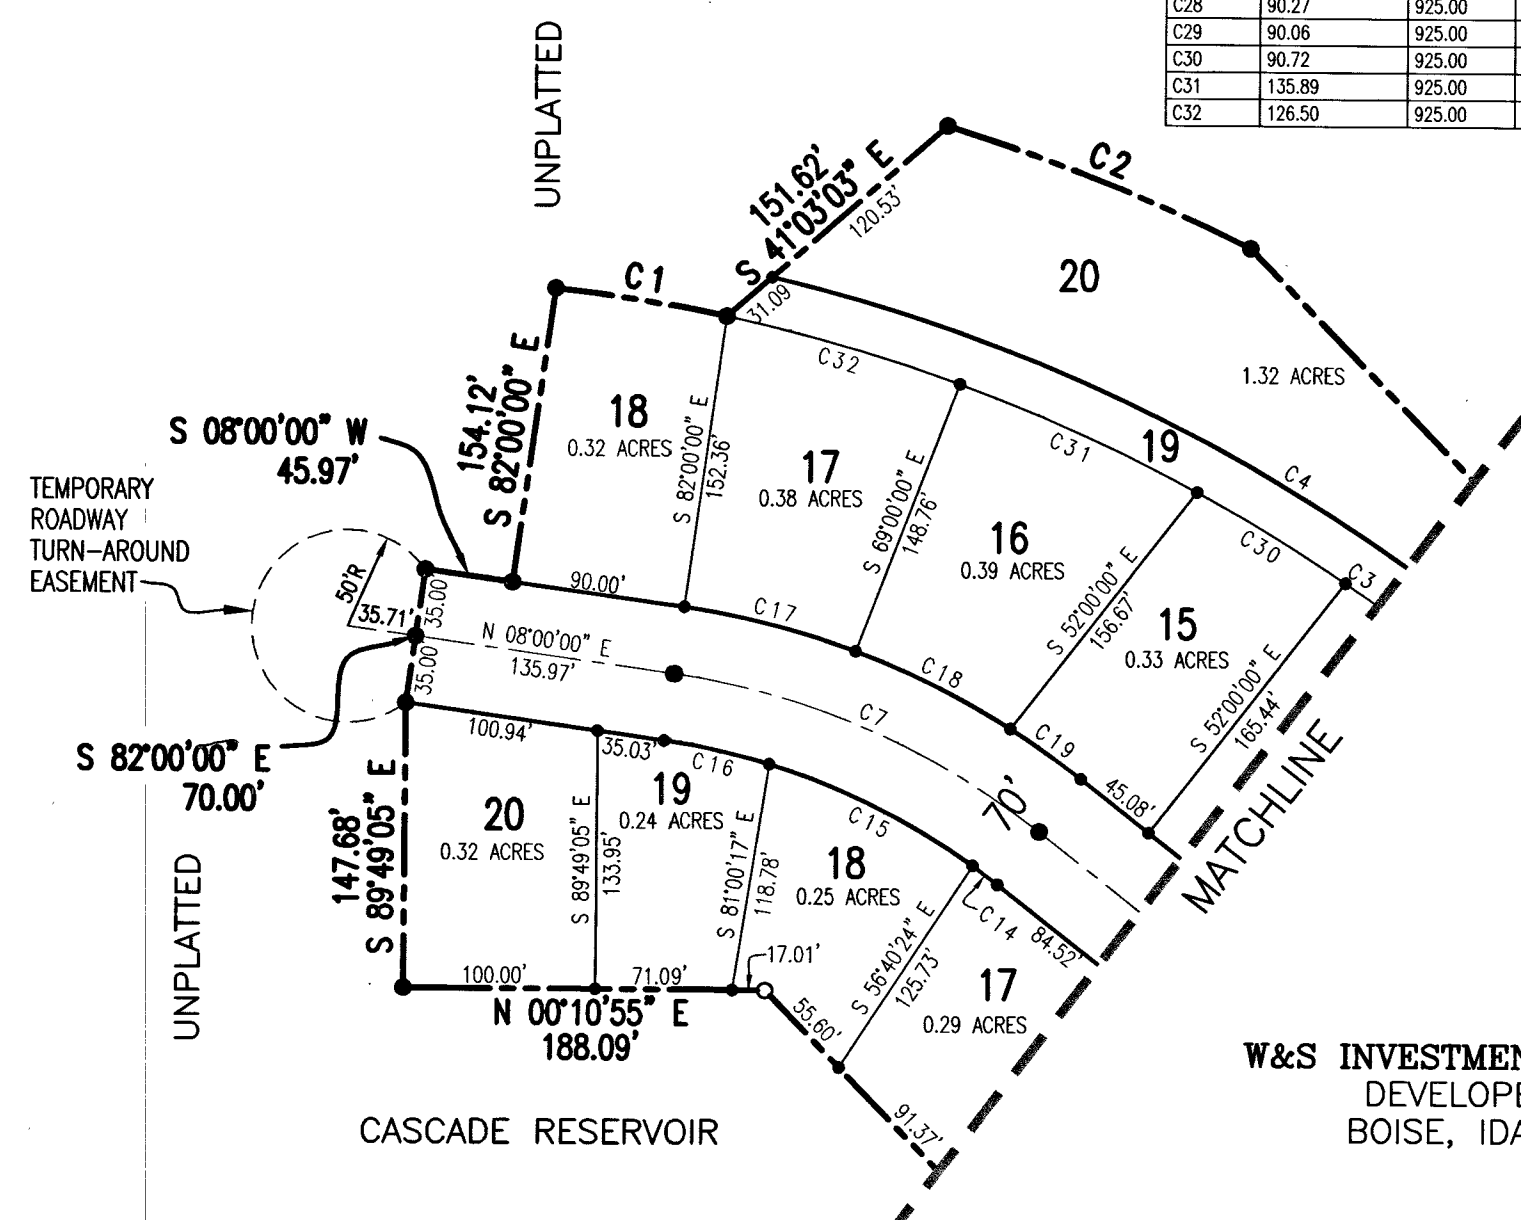 C28 90.27 925.00
C29 90.06 925.00
C30 90.72 925.00
C31 135.89 925.00
C32 126.50 925.00
UNPLATTED
C2
151.62'
S 41°03'03" E
120.53'
20
1.32 ACRES
C1
31.09
C32
154.12'
S 82°00'00" E
18
0.32 ACRES
S 82°00'00" E
152.36'
17
0.38 ACRES
S 69°00'00" E
148.76'
C31
19
C4
16
0.39 ACRES
C30
C3
S 52°00'00" E
156.67'
15
0.33 ACRES
S 52°00'00" E
165.44'
S 08°00'00" W
45.97'
TEMPORARY
ROADWAY
TURN-AROUND
EASEMENT
50'R
35.71'
35.00'
35.00'
90.00'
C17
C18
C19
45.08'
N 08°00'00" E
135.97'
C7
70'
MATCHLINE
S 82°00'00" E
70.00'
100.94'
35.03'
C16
C15
C14
84.52'
147.68'
S 89°49'05" E
20
0.32 ACRES
S 89°49'05" E
133.95'
19
0.24 ACRES
S 81°00'17" E
118.78'
18
0.25 ACRES
S 56°40'24" E
125.73'
17
0.29 ACRES
UNPLATTED
100.00'
71.09'
17.01'
N 00°10'55" E
188.09'
55.60'
91.37'
CASCADE RESERVOIR
W&S INVESTMEN
DEVELOPE
BOISE, IDA